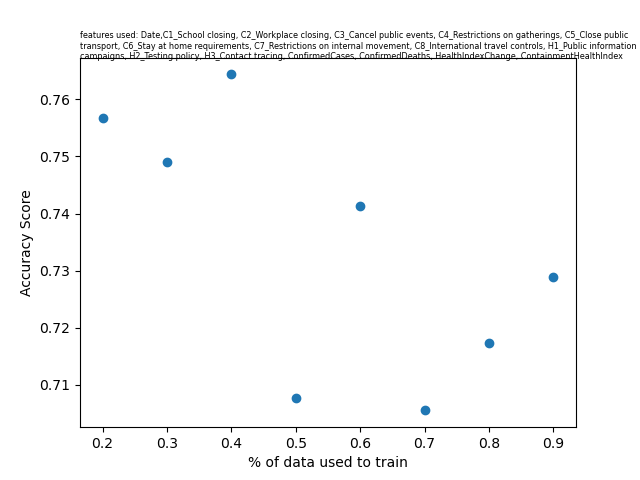 features used: Date,C1_School closing, C2_Workplace closing, C3_Cancel public events, C4_Restrictions on gatherings, C5_Close public
transport, C6_Stay at home requirements, C7_Restrictions on internal movement, C8_International travel controls, H1_Public information
campaigns, H2_Testing policy, H3_Contact tracing, ConfirmedCases, ConfirmedDeaths, HealthIndexChange, ContainmentHealthIndex
0.76
0.75
0.74
0.73
0.72
0.71
Accuracy Score
0.2 0.3 0.4 0.5 0.6 0.7 0.8 0.9
% of data used to train